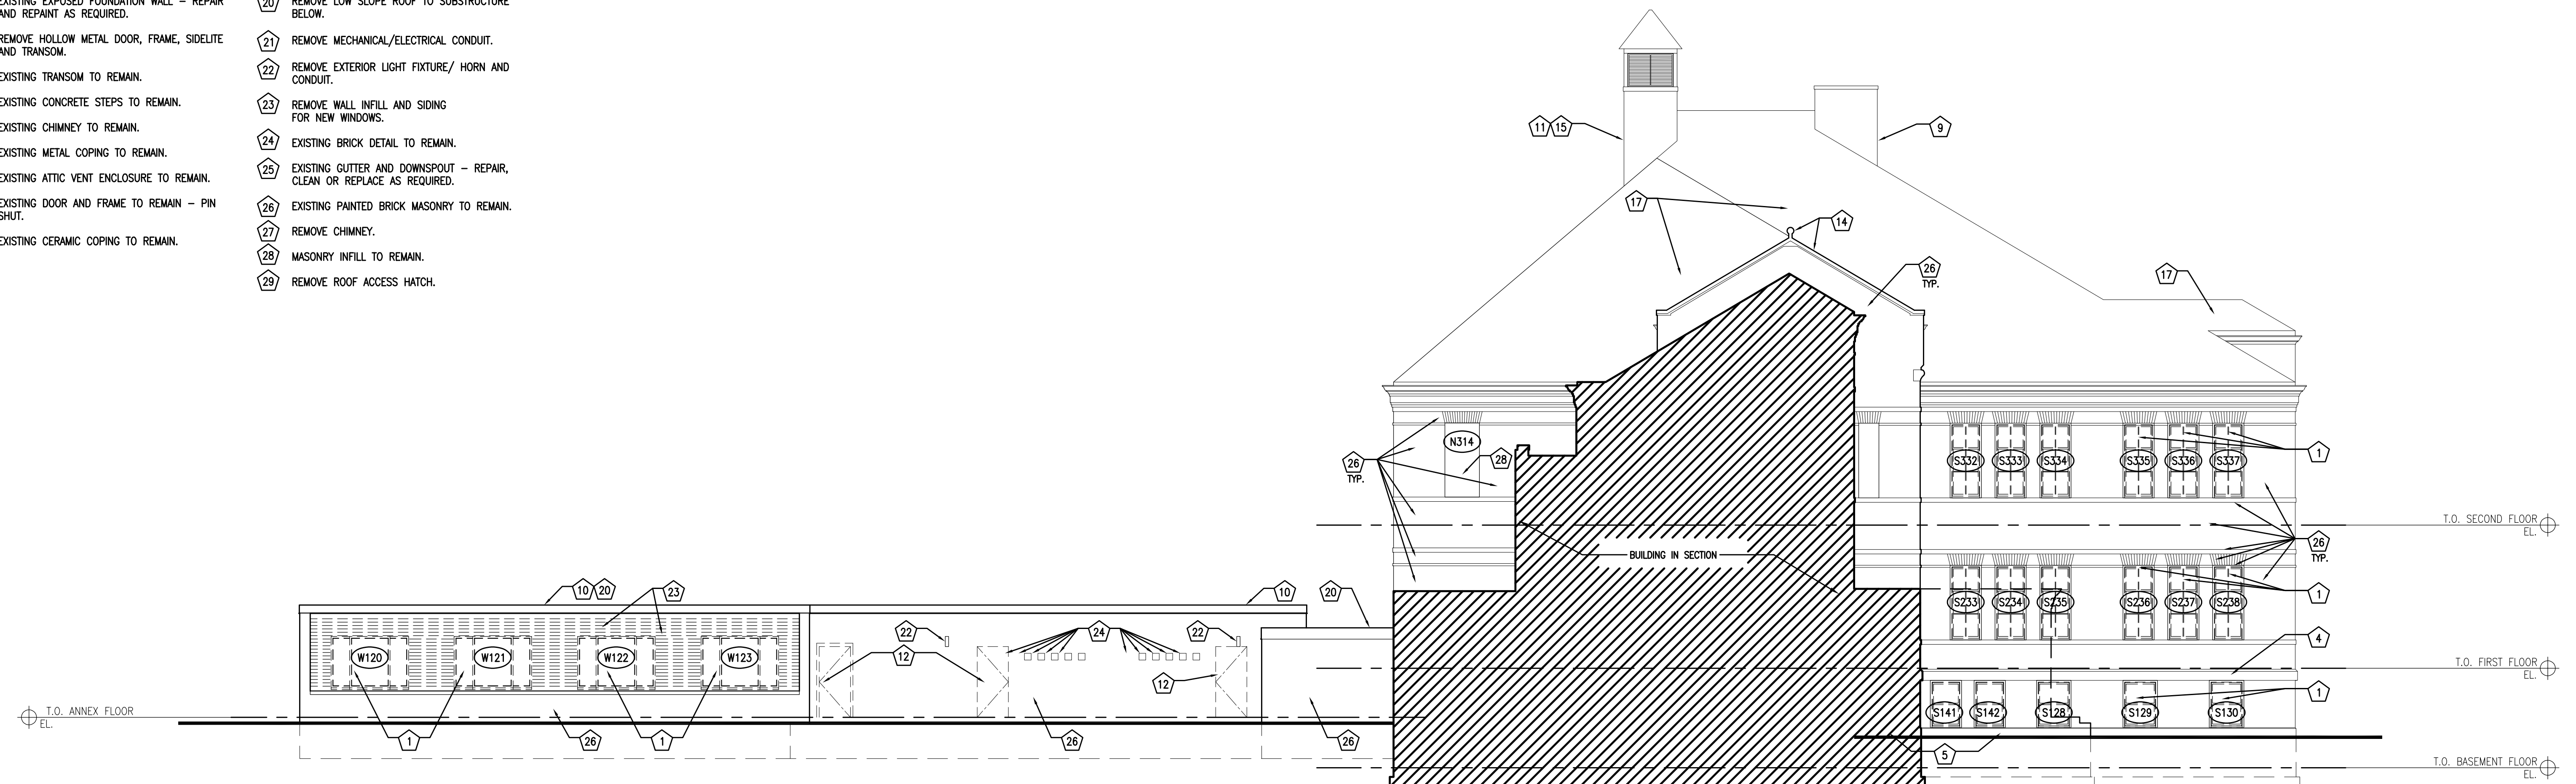 EXISTING EXPOSED FOUNDATION WALL – REPAIR
AND REPAINT AS REQUIRED.
REMOVE HOLLOW METAL DOOR, FRAME, SIDELITE
AND TRANSOM.
EXISTING TRANSOM TO REMAIN.
EXISTING CONCRETE STEPS TO REMAIN.
EXISTING CHIMNEY TO REMAIN.
EXISTING METAL COPING TO REMAIN.
EXISTING ATTIC VENT ENCLOSURE TO REMAIN.
EXISTING DOOR AND FRAME TO REMAIN – PIN
SHUT.
EXISTING CERAMIC COPING TO REMAIN.
20 REMOVE LOW SLOPE ROOF TO SUBSTRUCTURE
BELOW.
21 REMOVE MECHANICAL/ELECTRICAL CONDUIT.
22 REMOVE EXTERIOR LIGHT FIXTURE/ HORN AND
CONDUIT.
23 REMOVE WALL INFILL AND SIDING
FOR NEW WINDOWS.
24 EXISTING BRICK DETAIL TO REMAIN.
25 EXISTING GUTTER AND DOWNSPOUT – REPAIR,
CLEAN OR REPLACE AS REQUIRED.
26 EXISTING PAINTED BRICK MASONRY TO REMAIN.
27 REMOVE CHIMNEY.
28 MASONRY INFILL TO REMAIN.
29 REMOVE ROOF ACCESS HATCH.
11 15
9
17
14
26
TYP.
17
N314
28
26
TYP.
S332 S333 S334 S335 S336 S337
1
T.O. SECOND FLOOR
EL.
26
TYP.
BUILDING IN SECTION
10 20
23
10
20
S233 S234 S235 S236 S237 S238
1
22
24
22
4
W120 W121 W122 W123
12
12
T.O. FIRST FLOOR
EL.
1
S141 S142 S128 S129 S130
T.O. ANNEX FLOOR
EL.
1
26
1
26
26
5
T.O. BASEMENT FLOOR
EL.